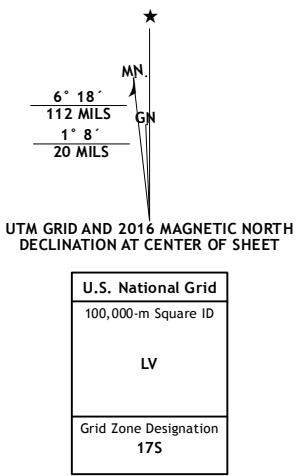 ★
MN.
6° 18´
112 MILS
GN
1° 8´
20 MILS
UTM GRID AND 2016 MAGNETIC NORTH
DECLINATION AT CENTER OF SHEET
U.S. National Grid
100,000-m Square ID
LV
Grid Zone Designation
17S